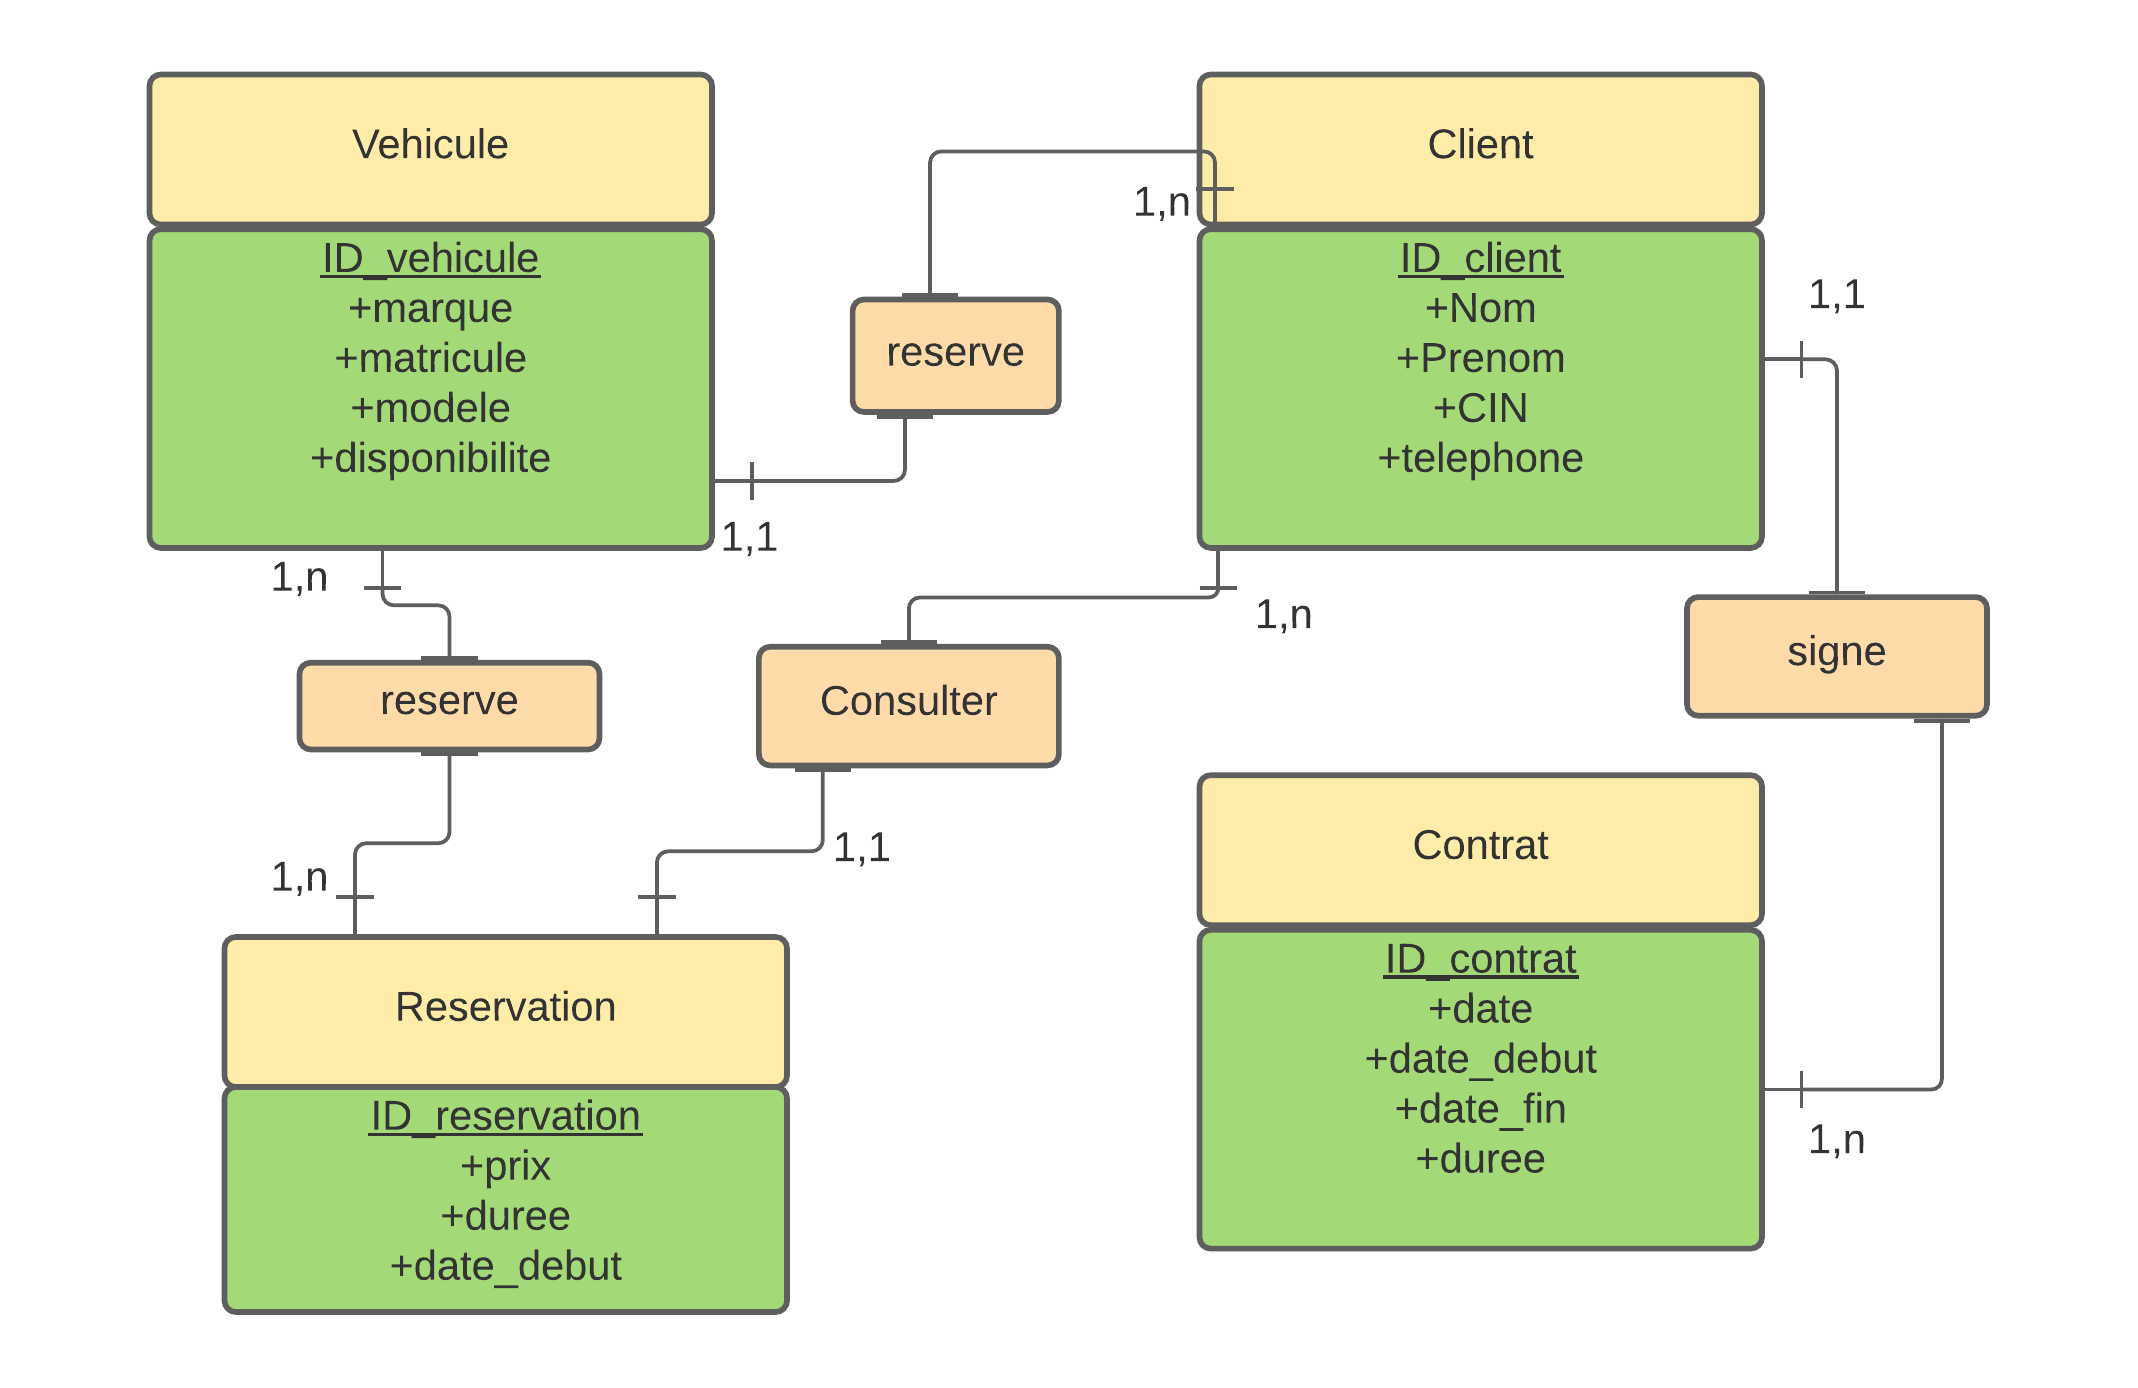 Vehicule
ID_vehicule
+marque
+matricule
+modele
+disponibilite
1,n
reserve
1,1
Client
ID_client
+Nom
+Prenom
+CIN
+telephone
1,1
1,n
reserve
1,n
1,n
Consulter
1,1
signe
Reservation
ID_reservation
+prix
+duree
+date_debut
Contrat
ID_contrat
+date
+date_debut
+date_fin
+duree
1,n